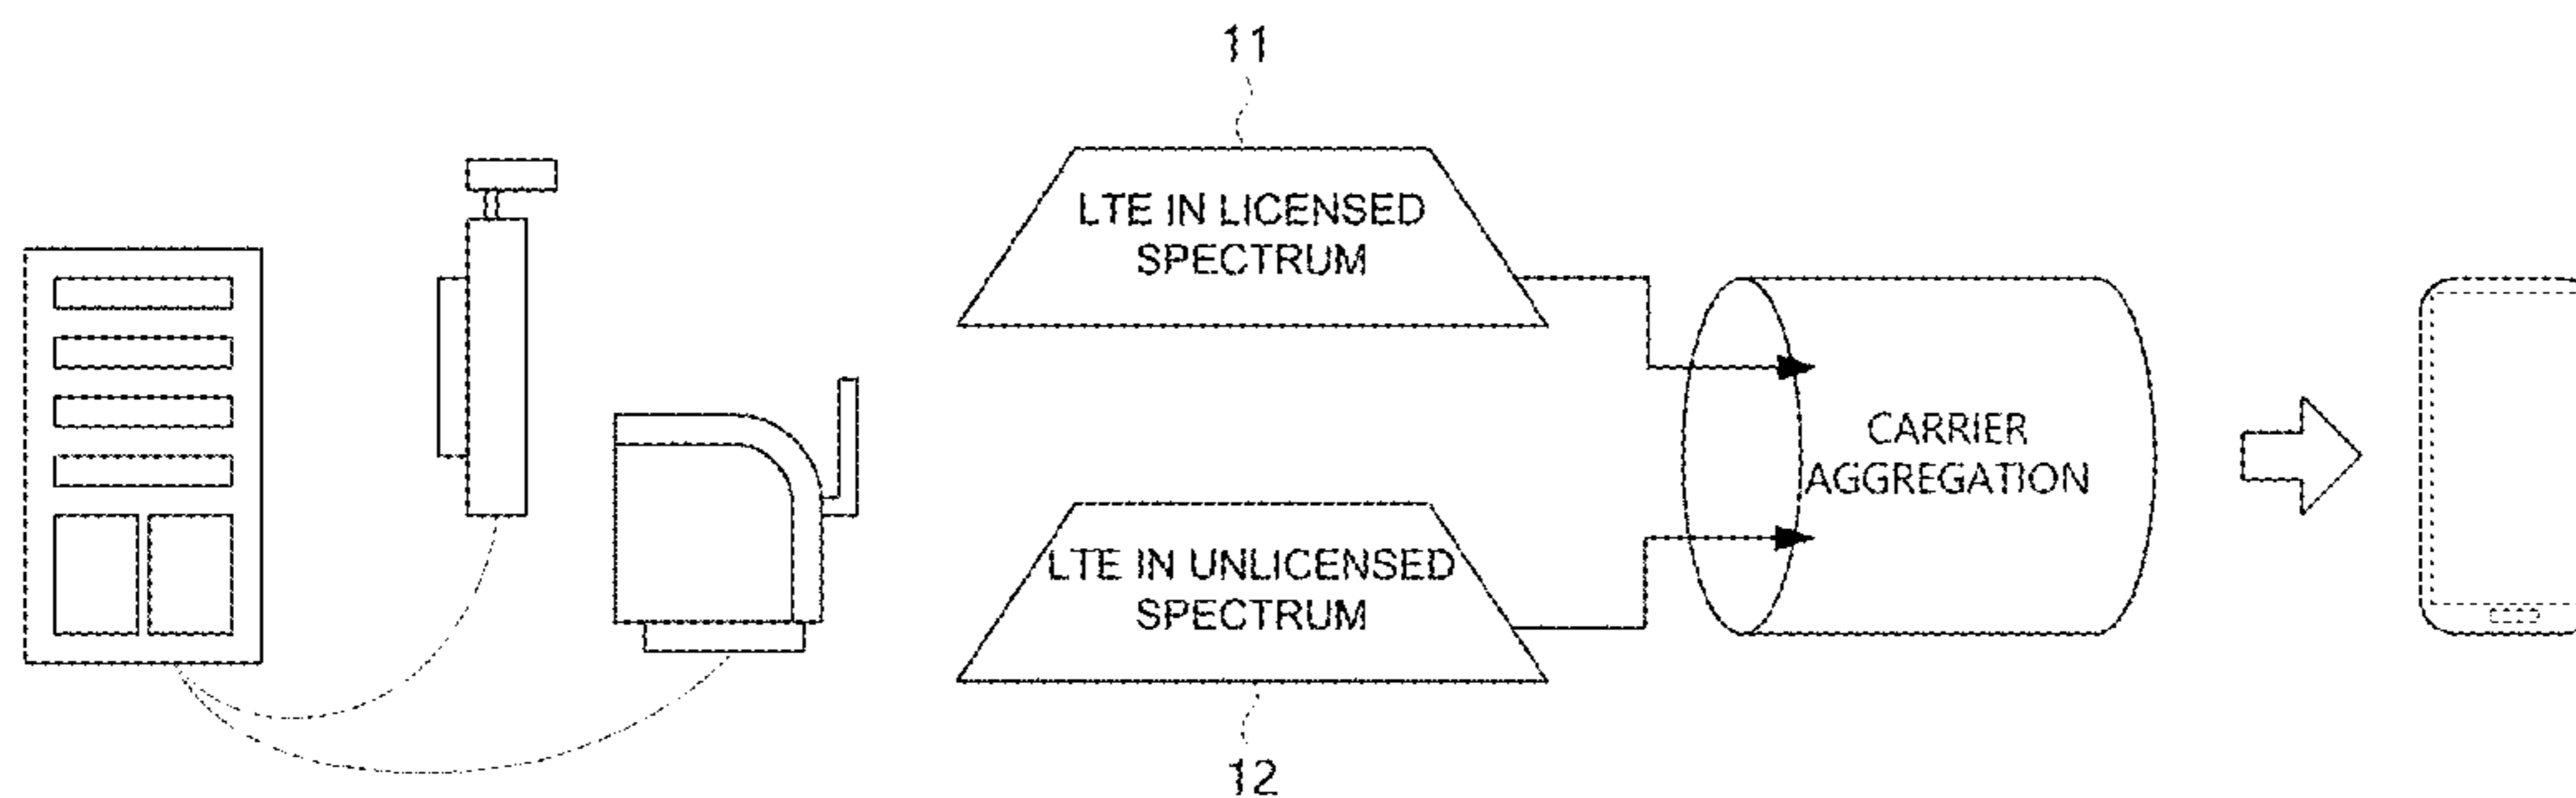 11
LTE IN LICENSED
SPECTRUM
CARRIER
AGGREGATION
LTE IN UNLICENSED
SPECTRUM
12